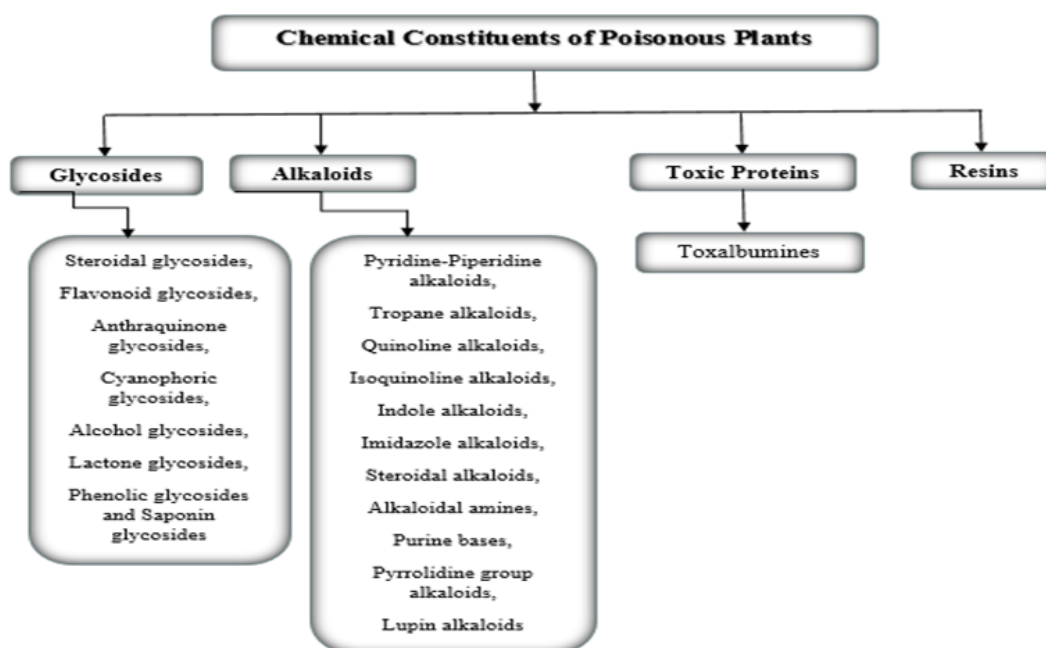 Chemical Constituents of Poisonous Plants
Glycosides
Alkaloids
Toxic Proteins
Resins
Steroidal glycosides,
Flavonoid glycosides,
Anthraquinone
glycosides,
Cyanophoric
glycosides,
Alcohol glycosides,
Lactone glycosides,
Phenolic glycosides
and Saponin
glycosides
Pyridine-Piperidine
alkaloids,
Tropane alkaloids,
Quinoline alkaloids,
Isoquinoline alkaloids,
Indole alkaloids,
Imidazole alkaloids,
Steroidal alkaloids,
Alkaloidal amines,
Purine bases,
Pyrrolidine group
alkaloids,
Lupin alkaloids
Toxalbumines